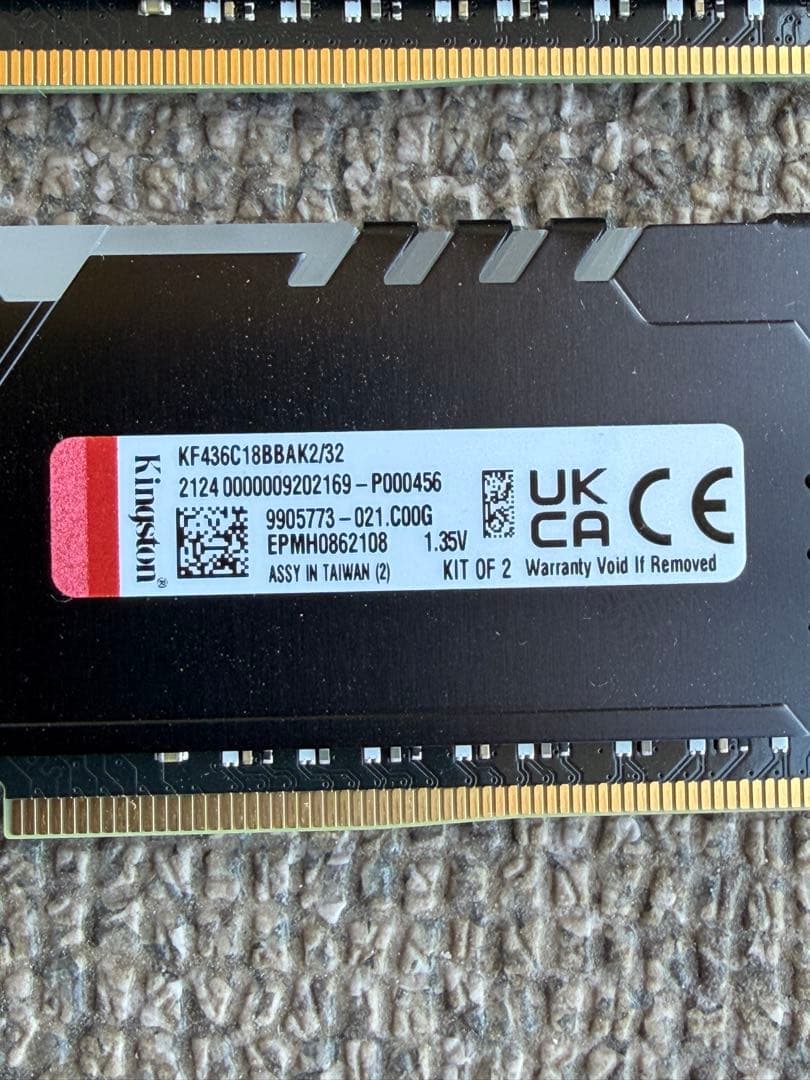 Kingston®
KF436C18BBAK2/32
2124 0000009202169-P000456
9905773-021.C00G
EPMH0862108 1.35V
ASSY IN TAIWAN (2) KIT OF 2
UK
CA
CE
Warranty Void If Removed